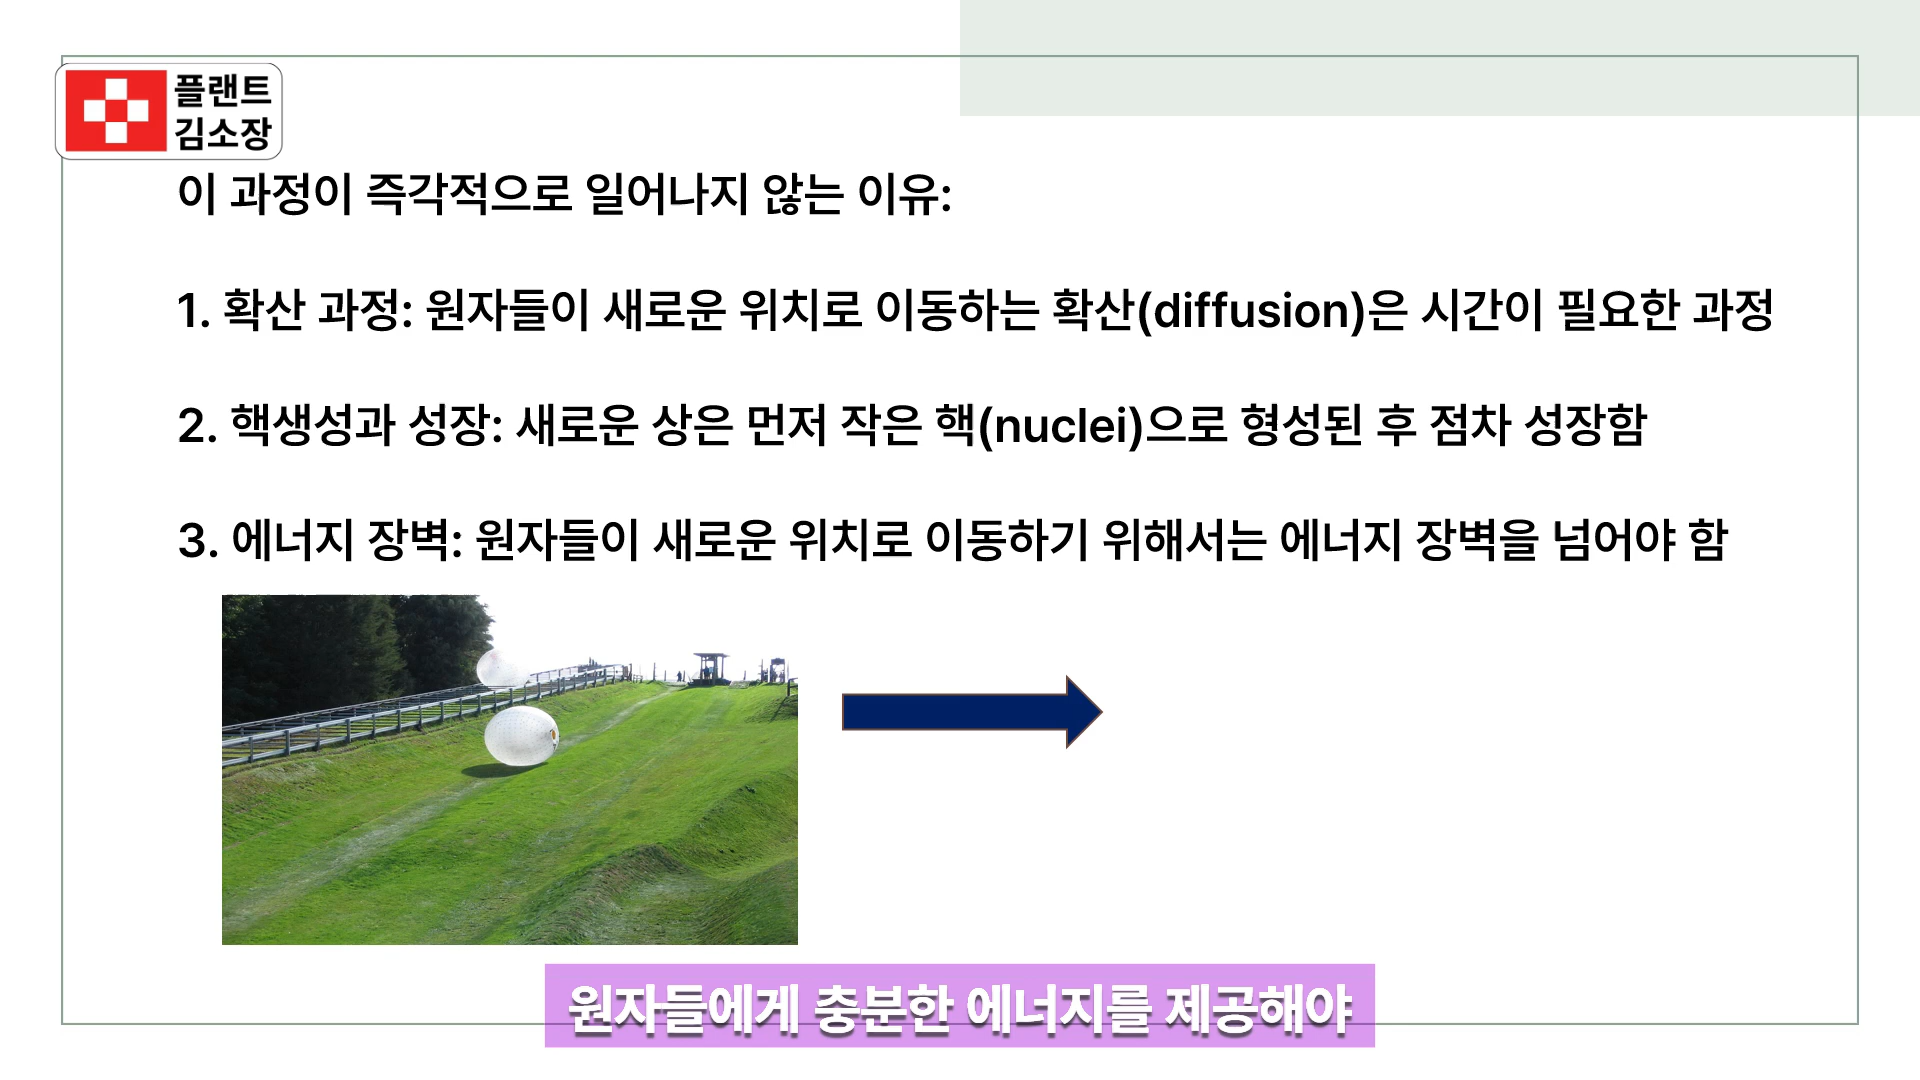 플랜트
김소장
이 과정이 즉각적으로 일어나지 않는 이유:
1. 확산 과정: 원자들이 새로운 위치로 이동하는 확산(diffusion)은 시간이 필요한 과정
2. 핵생성과 성장: 새로운 상은 먼저 작은 핵(nuclei)으로 형성된 후 점차 성장함
3. 에너지 장벽: 원자들이 새로운 위치로 이동하기 위해서는 에너지 장벽을 넘어야 함
원자들에게 충분한 에너지를 제공해야